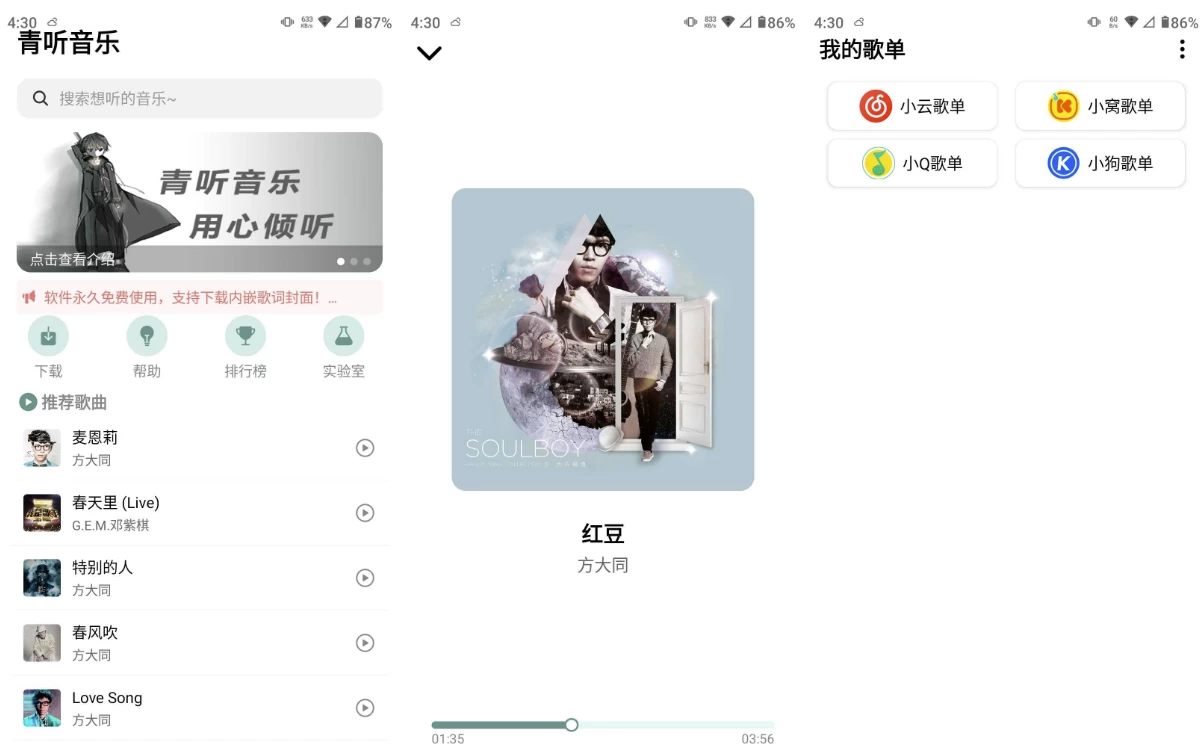 4:30
633 KB/s
87%
青听音乐
搜索想听的音乐~
青听音乐
用心倾听
点击查看介绍
软件永久免费使用，支持下载内嵌歌词封面！...
下载 帮助 排行榜 实验室
推荐歌曲
麦恩莉
方大同
春天里 (Live)
G.E.M.邓紫棋
特别的人
方大同
春风吹
方大同
Love Song
方大同
4:30
833 KB/s
86%
THE
SOULBOY
红豆
方大同
01:35 03:56
4:30
60 B/s
86%
我的歌单
小云歌单 小窝歌单
小Q歌单 小狗歌单